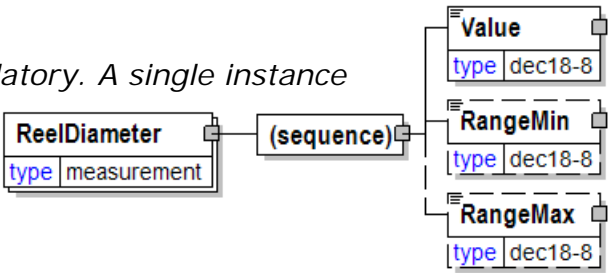 Value
type dec18-8
latory. A single instance
RangeMin
ReelDiameter
(sequence)
type dec18-8
type measurement
RangeMax
type dec18-8